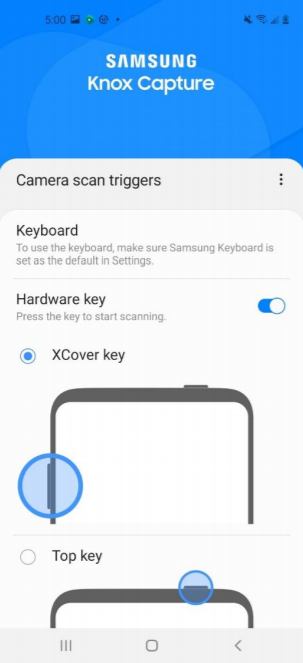 5:00
SAMSUNG
Knox Capture
Camera scan triggers
Keyboard
To use the keyboard, make sure Samsung Keyboard is
set as the default in Settings.
Hardware key
Press the key to start scanning.
XCover key
Top key